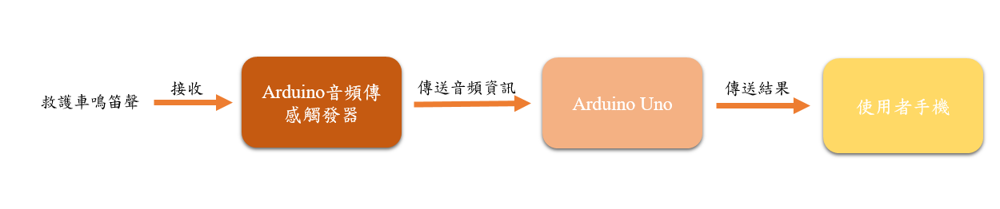 救護車鳴笛聲
接收
Arduino音頻傳
感觸發器
傳送音頻資訊
Arduino Uno
傳送結果
使用者手機